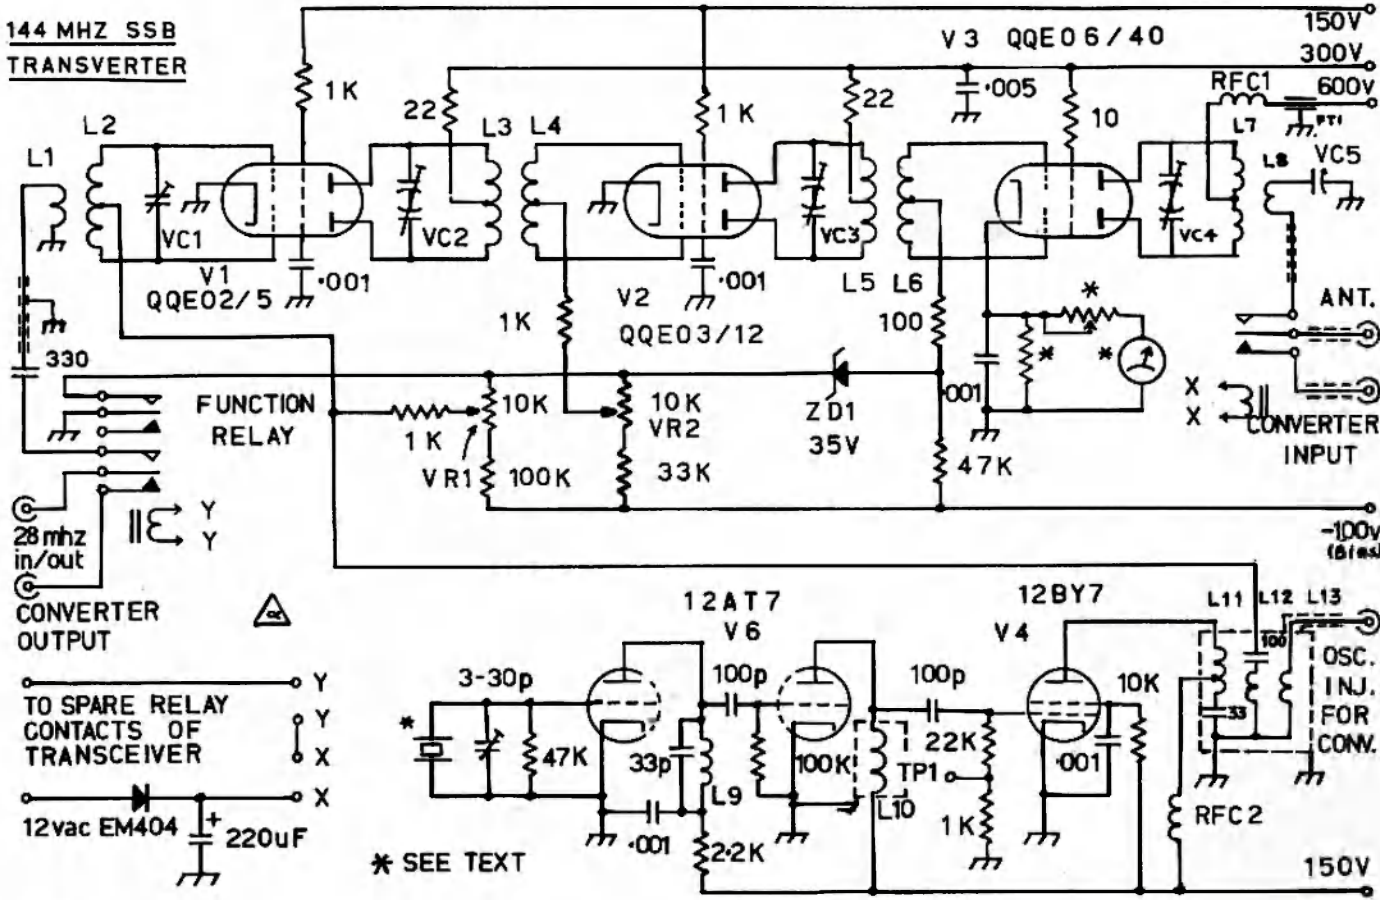 144 MHZ SSB
TRANSVERTER
150V
V3 QQE06/40
300V
600V
RFC1
FT1
1K
.005
22
1K
22
10
L1
L2
L3
L4
L7
L8
VC5
VC1
VC2
VC3
VC4
V1
QQE02/5
.001
V2
QQE03/12
.001
L5
L6
1K
100
*
*
*
ANT.
330
.001
FUNCTION
RELAY
1K
10K
VR1
100K
10K
VR2
33K
ZD1
35V
47K
X
X
CONVERTER
INPUT
Y
Y
28 mhz
in/out
-100v
(Bias)
CONVERTER
OUTPUT
12AT7
V6
12BY7
V4
L11
L12
L13
100
OSC.
INJ.
FOR
CONV.
33
3-30p
100p
100p
10K
*
47K
33p
L9
.001
2.2K
100K
L10
22K
TP1
1K
.001
RFC2
150V
TO SPARE RELAY
CONTACTS OF
TRANSCEIVER
Y
Y
X
X
12vac EM404
+
220uF
* SEE TEXT